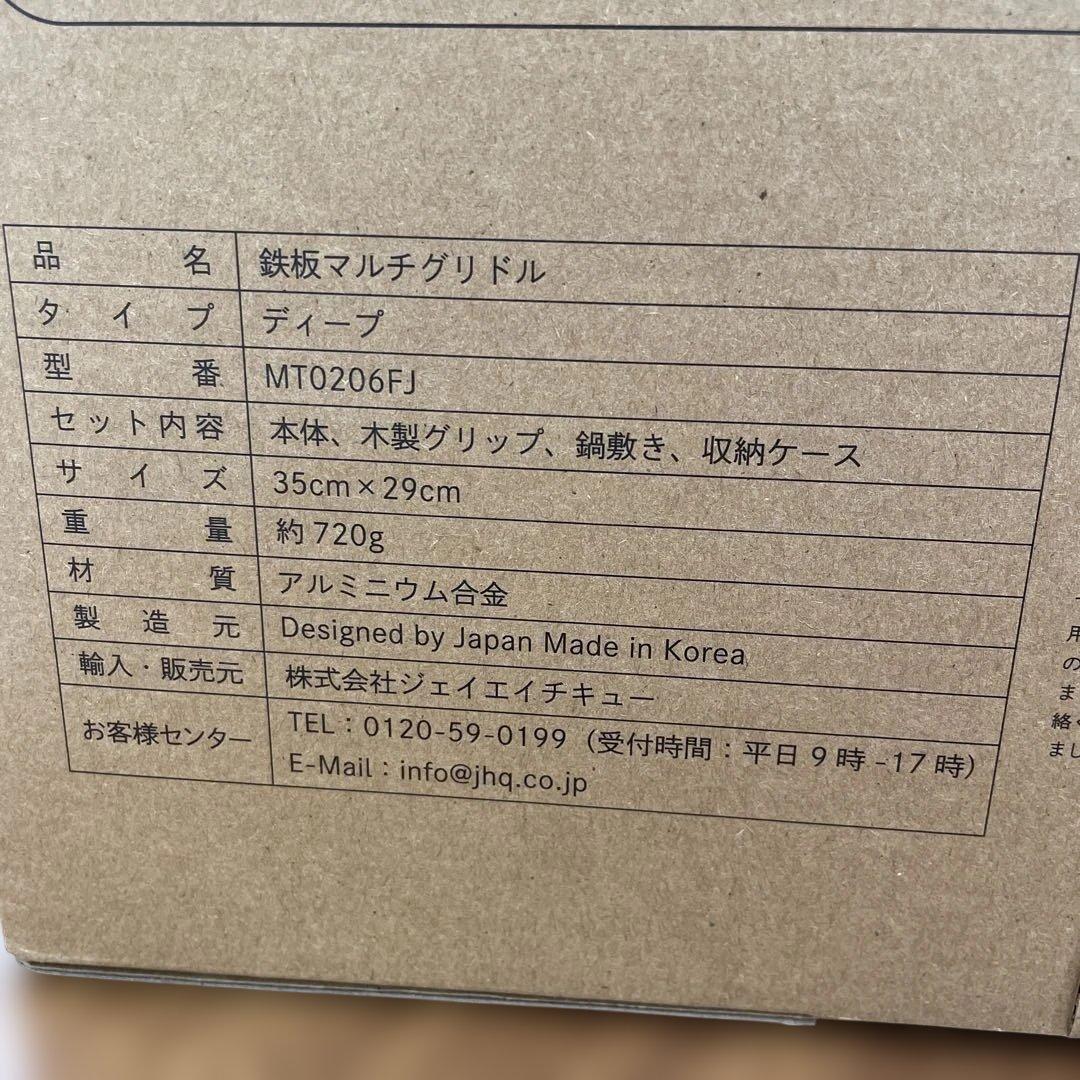 品名 鉄板マルチグリドル
タイプ ディープ
型番 MT0206FJ
セット内容 本体、木製グリップ、鍋敷き、収納ケース
サイズ 35cm×29cm
重量 約720g
材質 アルミニウム合金
製造元 Designed by Japan Made in Korea
輸入・販売元 株式会社ジェイエイチキュー
お客様センター TEL：0120-59-0199（受付時間：平日9時-17時）
E-Mail：info@jhq.co.jp
用
の
ま
絡
まし